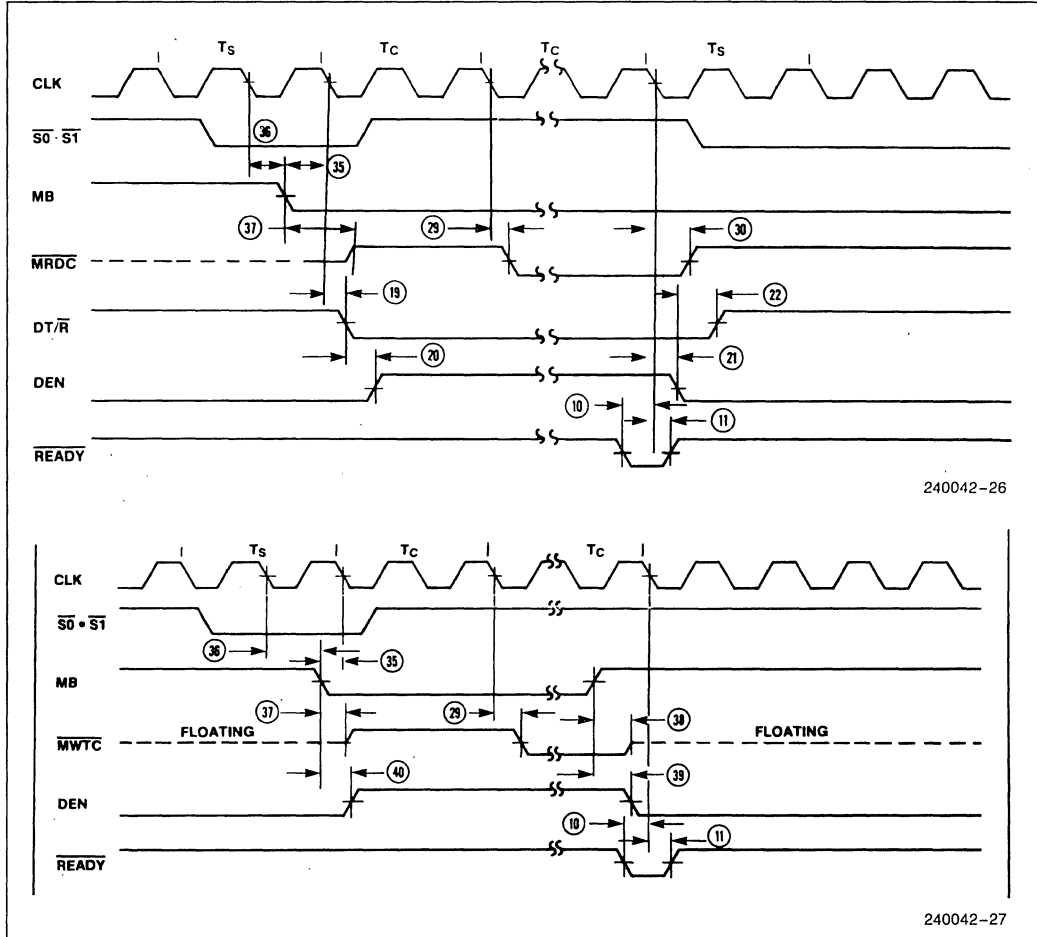 TS TC TC TS
CLK
S0 · S1
36
35
MB
37 29 30
MRDC
19 22
DT/R
20 21
DEN
10
11
READY
240042–26
TS TC TC
CLK
S0 • S1
36 35
MB
37 29 38
FLOATING FLOATING
MWTC
40 39
DEN
10 11
READY
240042–27